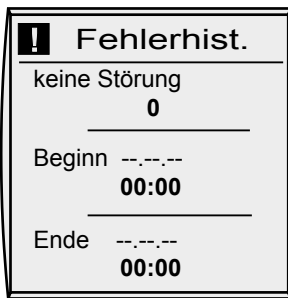 ! Fehlerhist.
keine Störung
0
Beginn --.--.--
00:00
Ende --.--.--
00:00